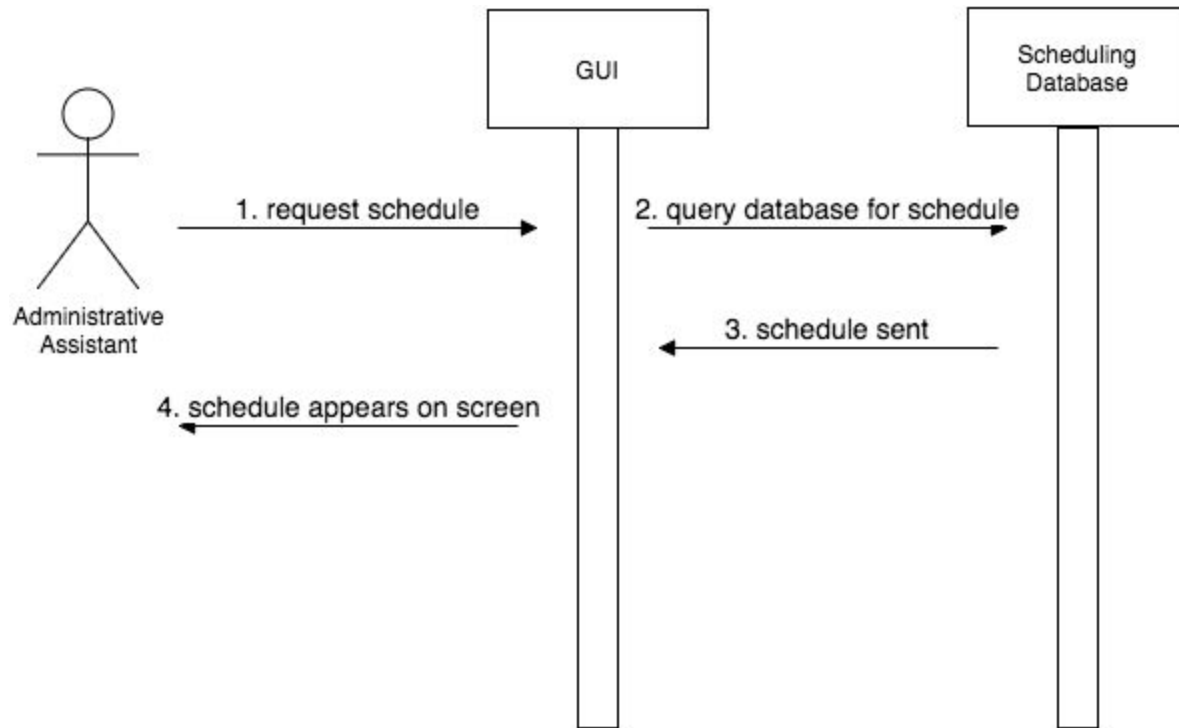 GUI
Scheduling
Database
1. request schedule
2. query database for schedule
Administrative
Assistant
3. schedule sent
4. schedule appears on screen